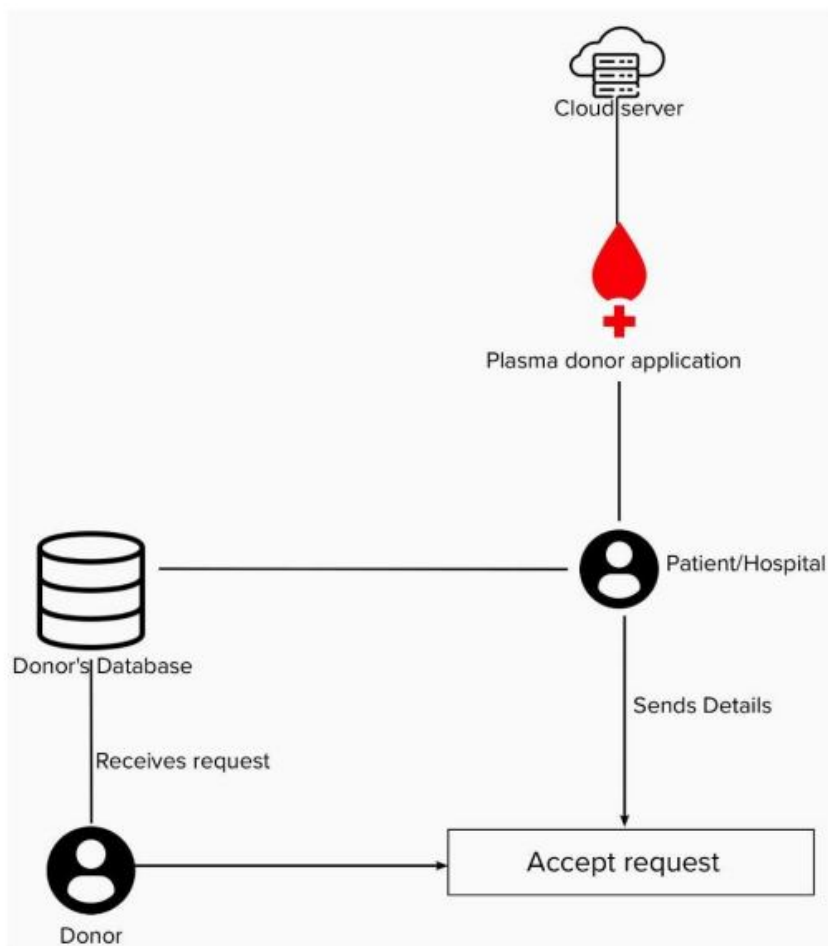 Cloud server
Plasma donor application
Patient/Hospital
Donor's Database
Sends Details
Receives request
Accept request
Donor